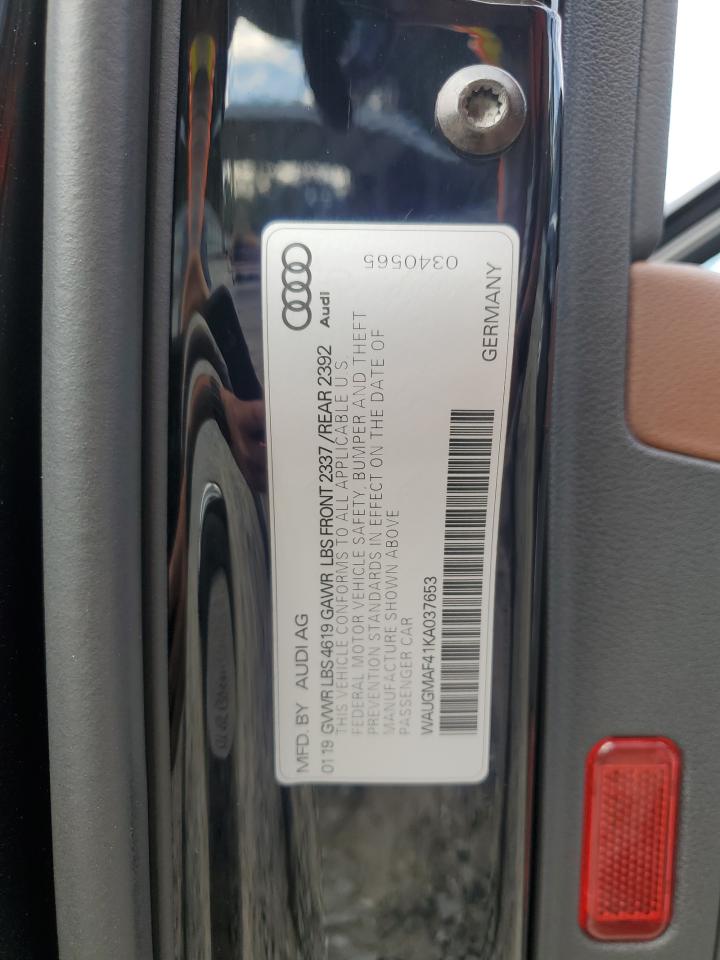 MFD. BY AUDI AG
0119 GVWR LBS 4619 GAWR LBS FRONT 2337 / REAR 2392
Audi
THIS VEHICLE CONFORMS TO ALL APPLICABLE U.S.
FEDERAL MOTOR VEHICLE SAFETY, BUMPER AND THEFT
PREVENTION STANDARDS IN EFFECT ON THE DATE OF
MANUFACTURE SHOWN ABOVE
PASSENGER CAR
0340565
WAUGMAF41KA037653
GERMANY